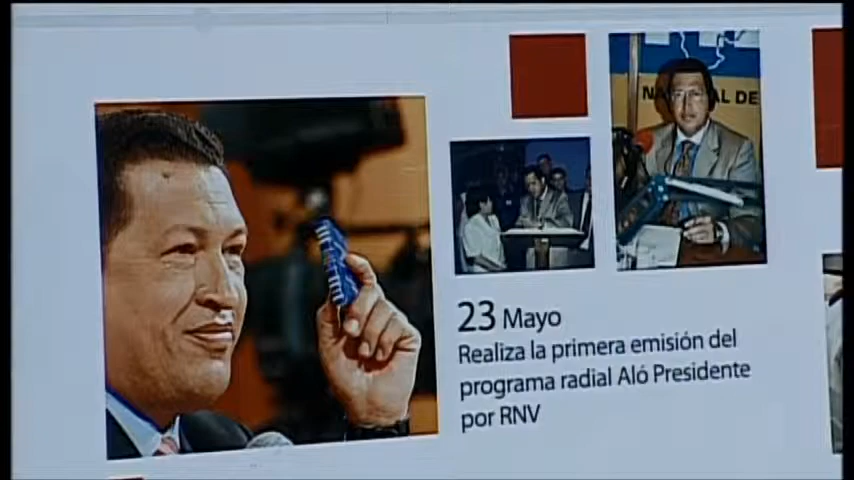 NACIONAL DE
23 Mayo
Realiza la primera emisión del
programa radial Aló Presidente
por RNV